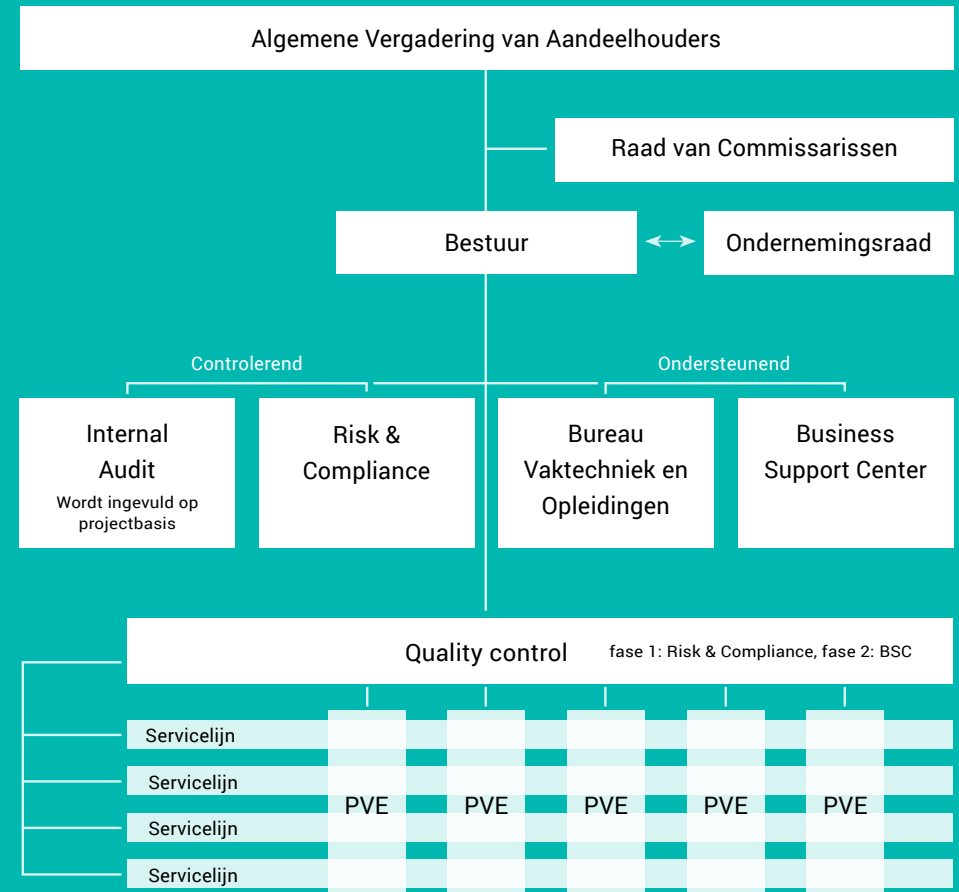 Algemene Vergadering van Aandeelhouders
Raad van Commissarissen
Bestuur
Ondernemingsraad
Controlerend
Ondersteunend
Internal
Audit
Wordt ingevuld op
projectbasis
Risk &
Compliance
Bureau
Vaktechniek en
Opleidingen
Business
Support Center
Quality control
fase 1: Risk & Compliance, fase 2: BSC
Servicelijn
Servicelijn
PVE
PVE
PVE
PVE
PVE
Servicelijn
Servicelijn